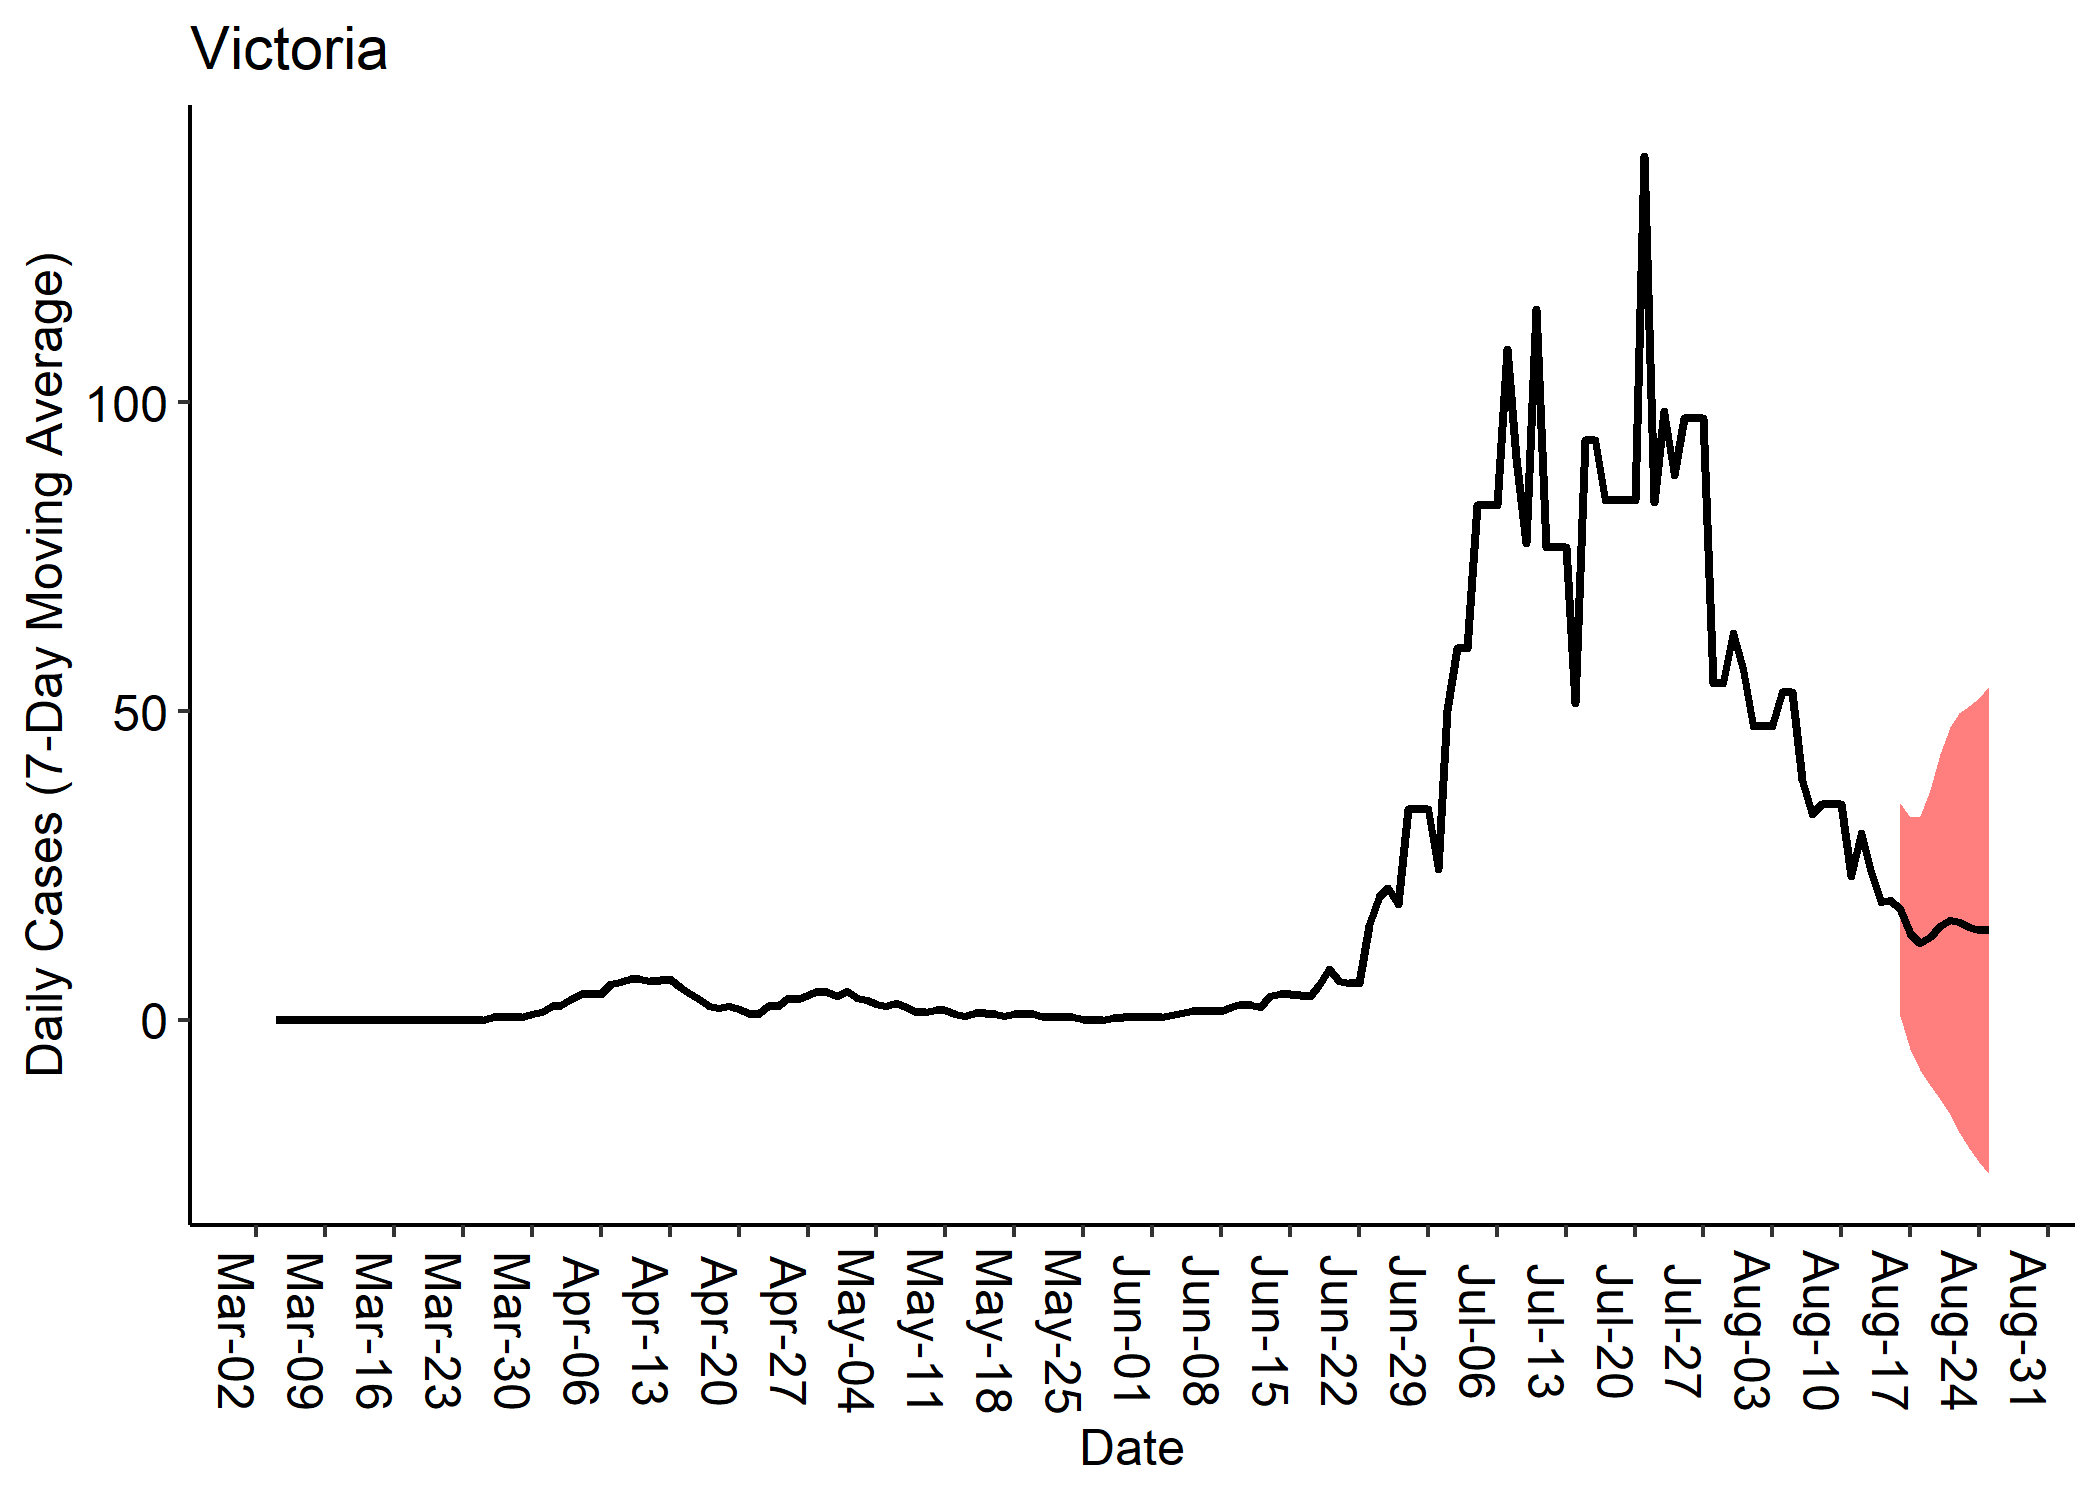 Victoria
Daily Cases (7-Day Moving Average)
100
50
0
Mar-02
Mar-09
Mar-16
Mar-23
Mar-30
Apr-06
Apr-13
Apr-20
Apr-27
May-04
May-11
May-18
May-25
Jun-01
Jun-08
Jun-15
Jun-22
Jun-29
Jul-06
Jul-13
Jul-20
Jul-27
Aug-03
Aug-10
Aug-17
Aug-24
Aug-31
Date